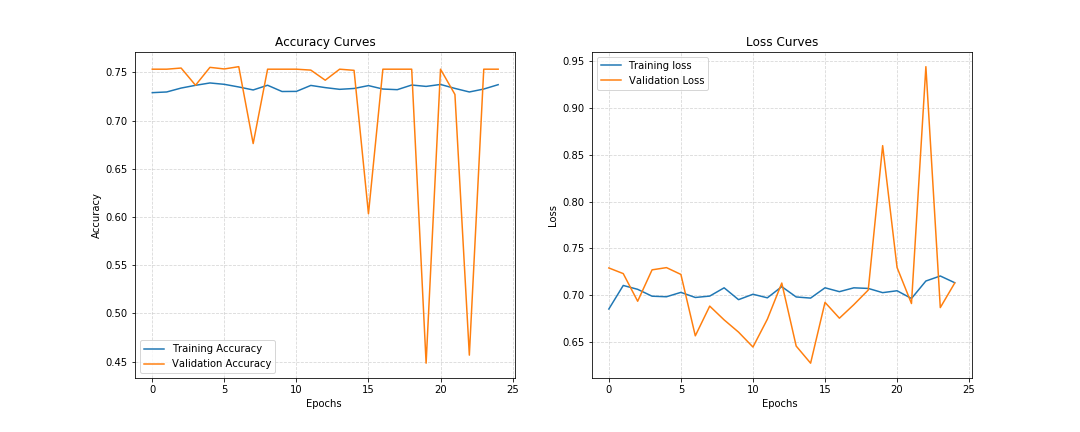 Accuracy Curves
0.75
0.70
0.65
0.60
0.55
0.50
0.45
Accuracy
Training Accuracy
Validation Accuracy
0 5 10 15 20 25
Epochs
Loss Curves
Training loss
Validation Loss
0.95
0.90
0.85
0.80
0.75
0.70
0.65
Loss
0 5 10 15 20 25
Epochs